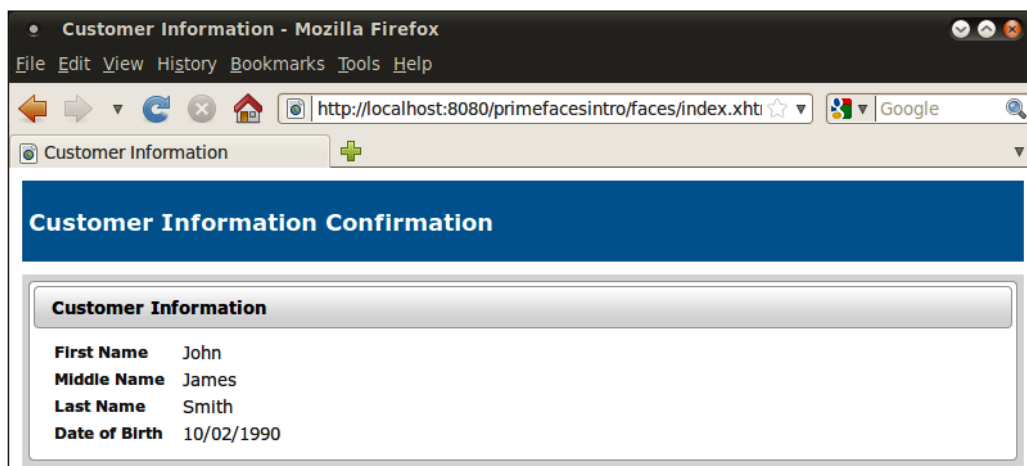 Customer Information - Mozilla Firefox
File Edit View History Bookmarks Tools Help
http://localhost:8080/primefacesintro/faces/index.xht Google
Customer Information
Customer Information Confirmation
Customer Information
First Name John
Middle Name James
Last Name Smith
Date of Birth 10/02/1990